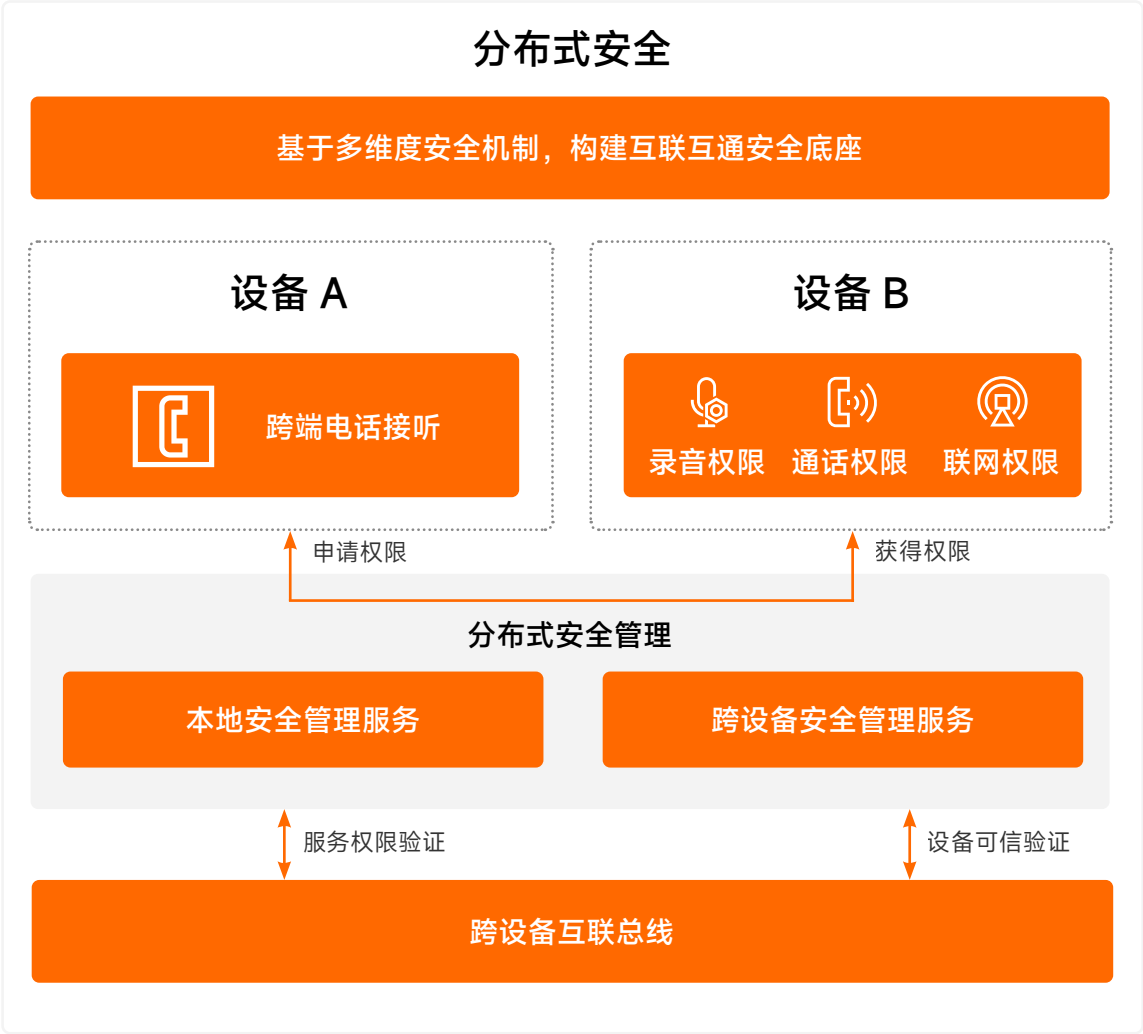 分布式安全
基于多维度安全机制，构建互联互通安全底座
设备 A
设备 B
跨端电话接听
录音权限 通话权限 联网权限
申请权限
获得权限
分布式安全管理
本地安全管理服务
跨设备安全管理服务
服务权限验证
设备可信验证
跨设备互联总线